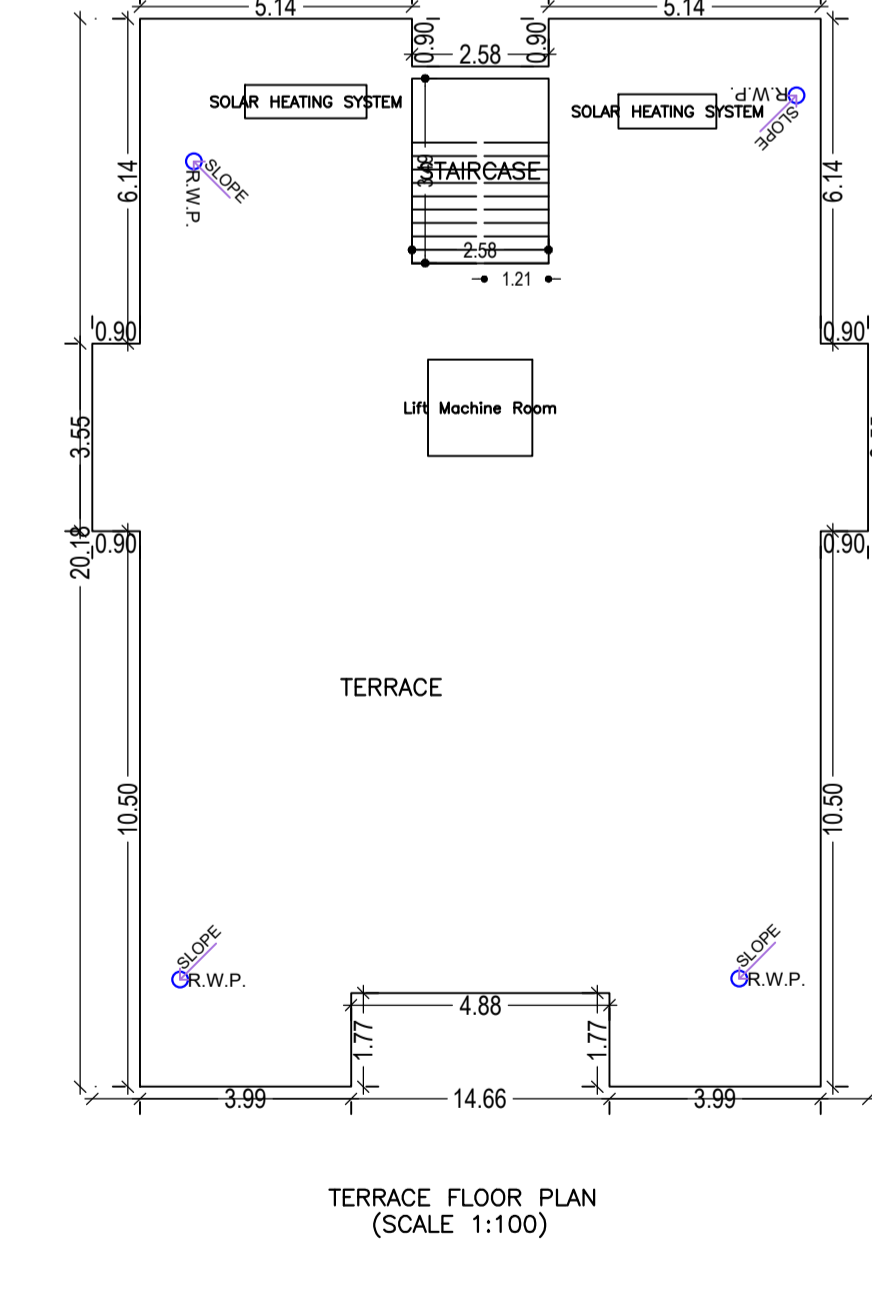 5.14
5.14
0.90
2.58
0.90
SOLAR HEATING SYSTEM
SOLAR HEATING SYSTEM
R.W.P.
SLOPE
STAIRCASE
3.49
6.14
SLOPE
R.W.P.
6.14
2.58
1.21
0.90
0.90
Lift Machine Room
3.55
20.18
0.90
0.90
TERRACE
10.50
10.50
SLOPE
R.W.P.
SLOPE
R.W.P.
4.88
1.77
1.77
3.99
14.66
3.99
TERRACE FLOOR PLAN
(SCALE 1:100)